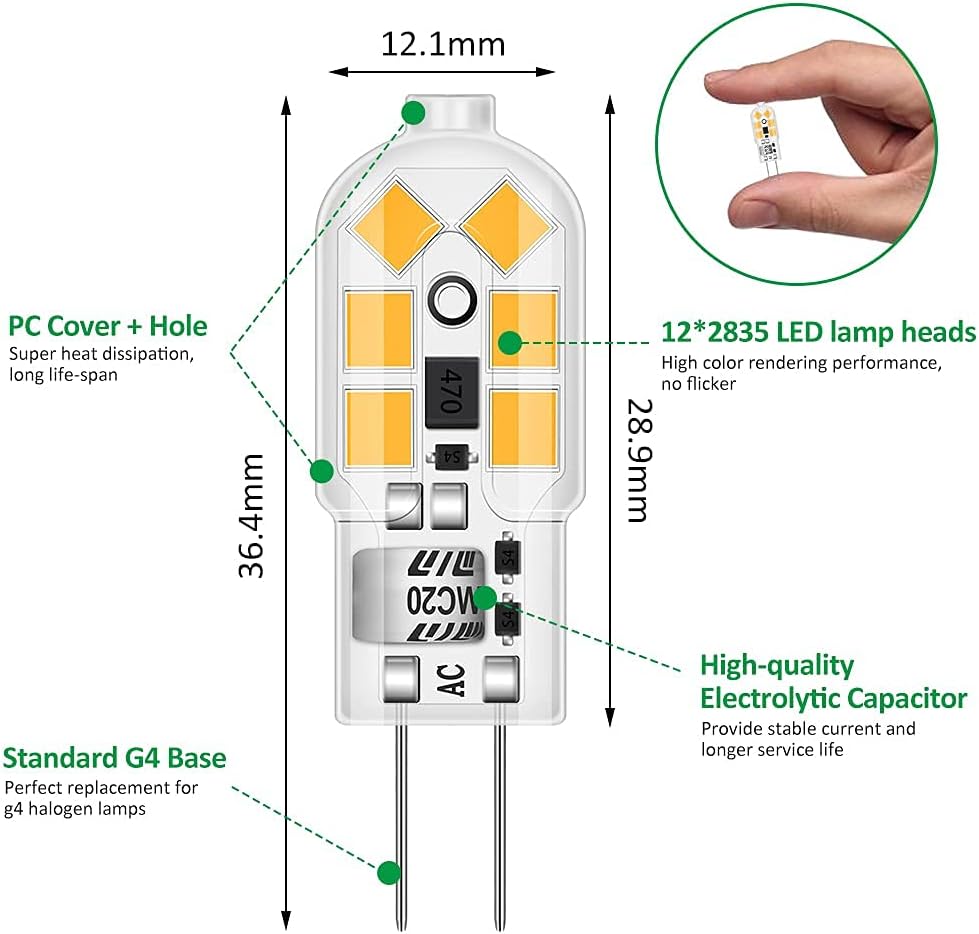 12.1mm
PC Cover + Hole
Super heat dissipation,
long life-span
12*2835 LED lamp heads
High color rendering performance,
no flicker
470
S4
28.9mm
36.4mm
S4
MC20
S4
AC
High-quality
Electrolytic Capacitor
Provide stable current and
longer service life
Standard G4 Base
Perfect replacement for
g4 halogen lamps